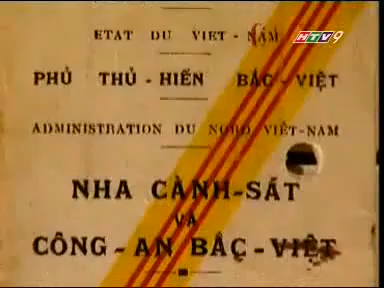 HTV9
ETAT DU VIET-NAM
PHỦ THỦ-HIẾN BẮC-VIỆT
ADMINISTRATION DU NORD VIÊT-NAM
NHA CẢNH-SÁT
VÀ
CÔNG-AN BẮC-VIỆT